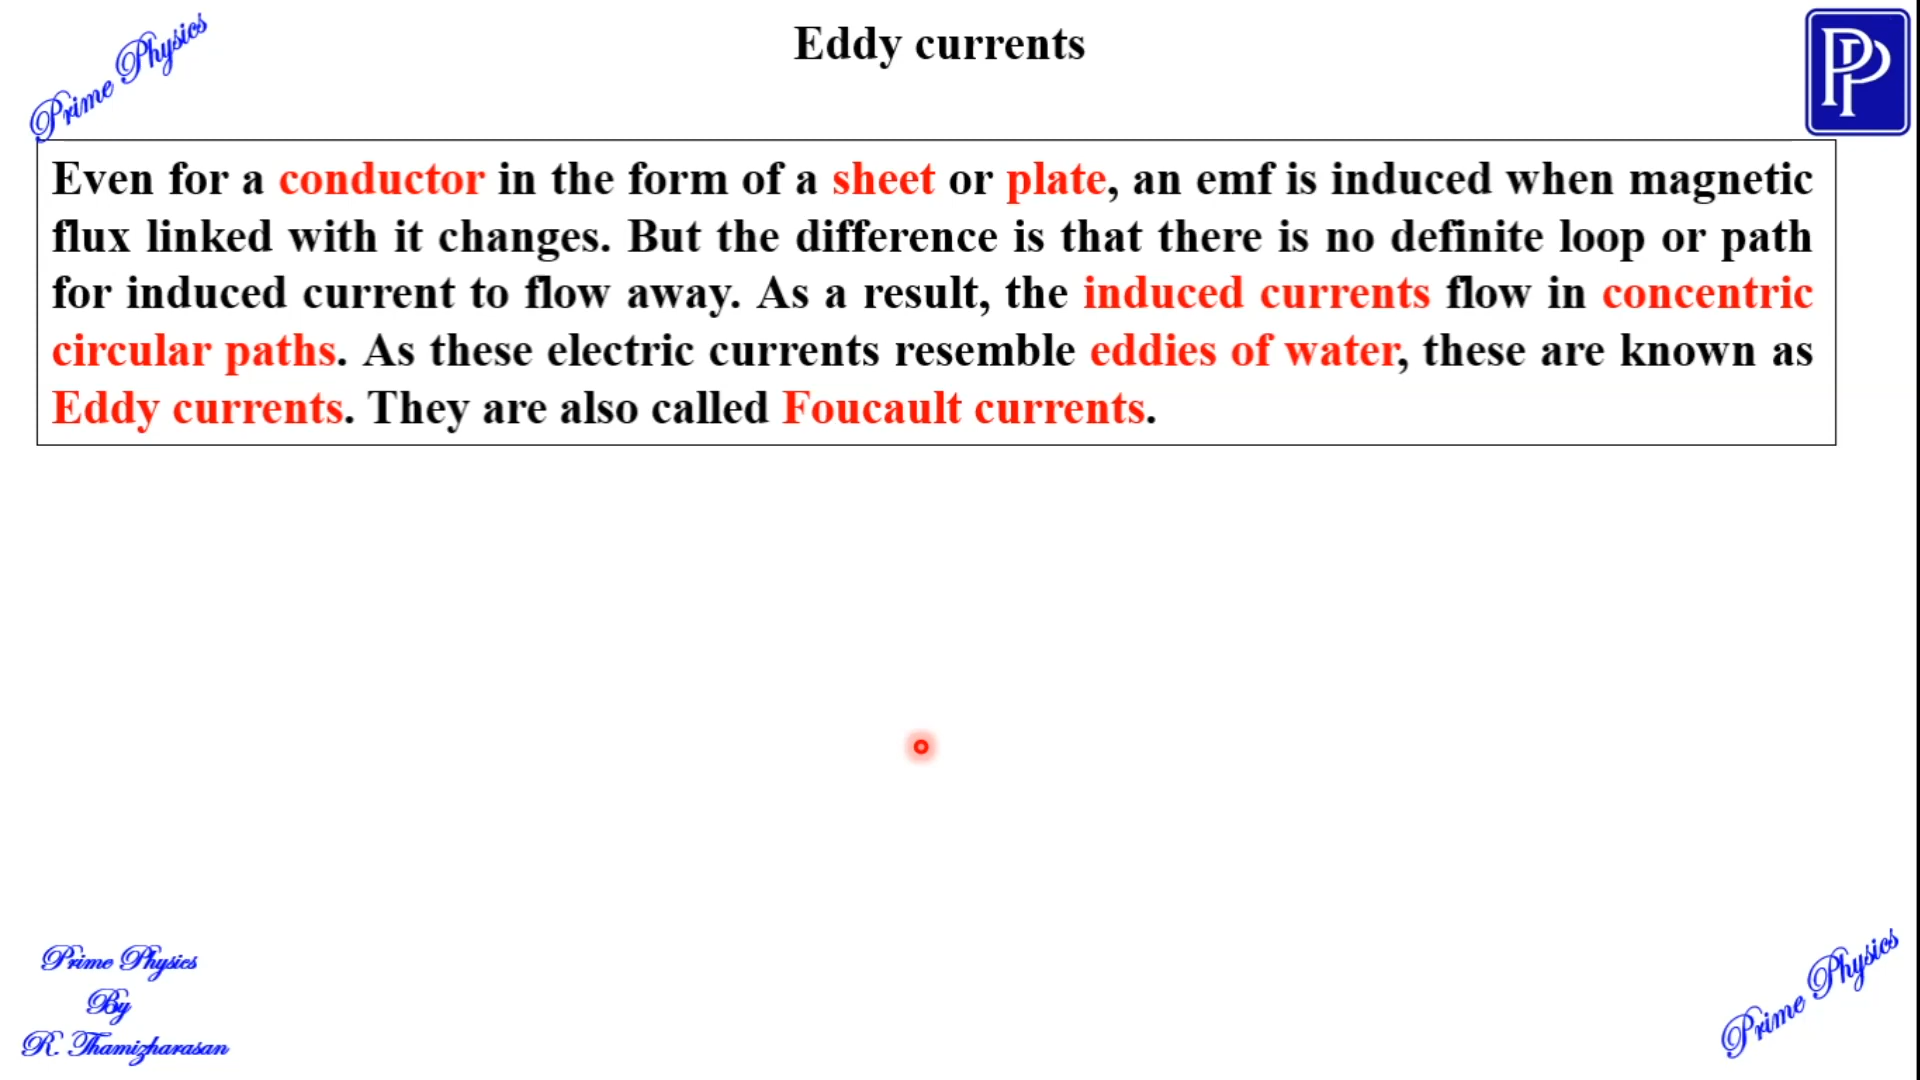 Prime Physics
Eddy currents
PP
Even for a conductor in the form of a sheet or plate, an emf is induced when magnetic
flux linked with it changes. But the difference is that there is no definite loop or path
for induced current to flow away. As a result, the induced currents flow in concentric
circular paths. As these electric currents resemble eddies of water, these are known as
Eddy currents. They are also called Foucault currents.
Prime Physics
By
R. Thamizharasan
Prime Physics